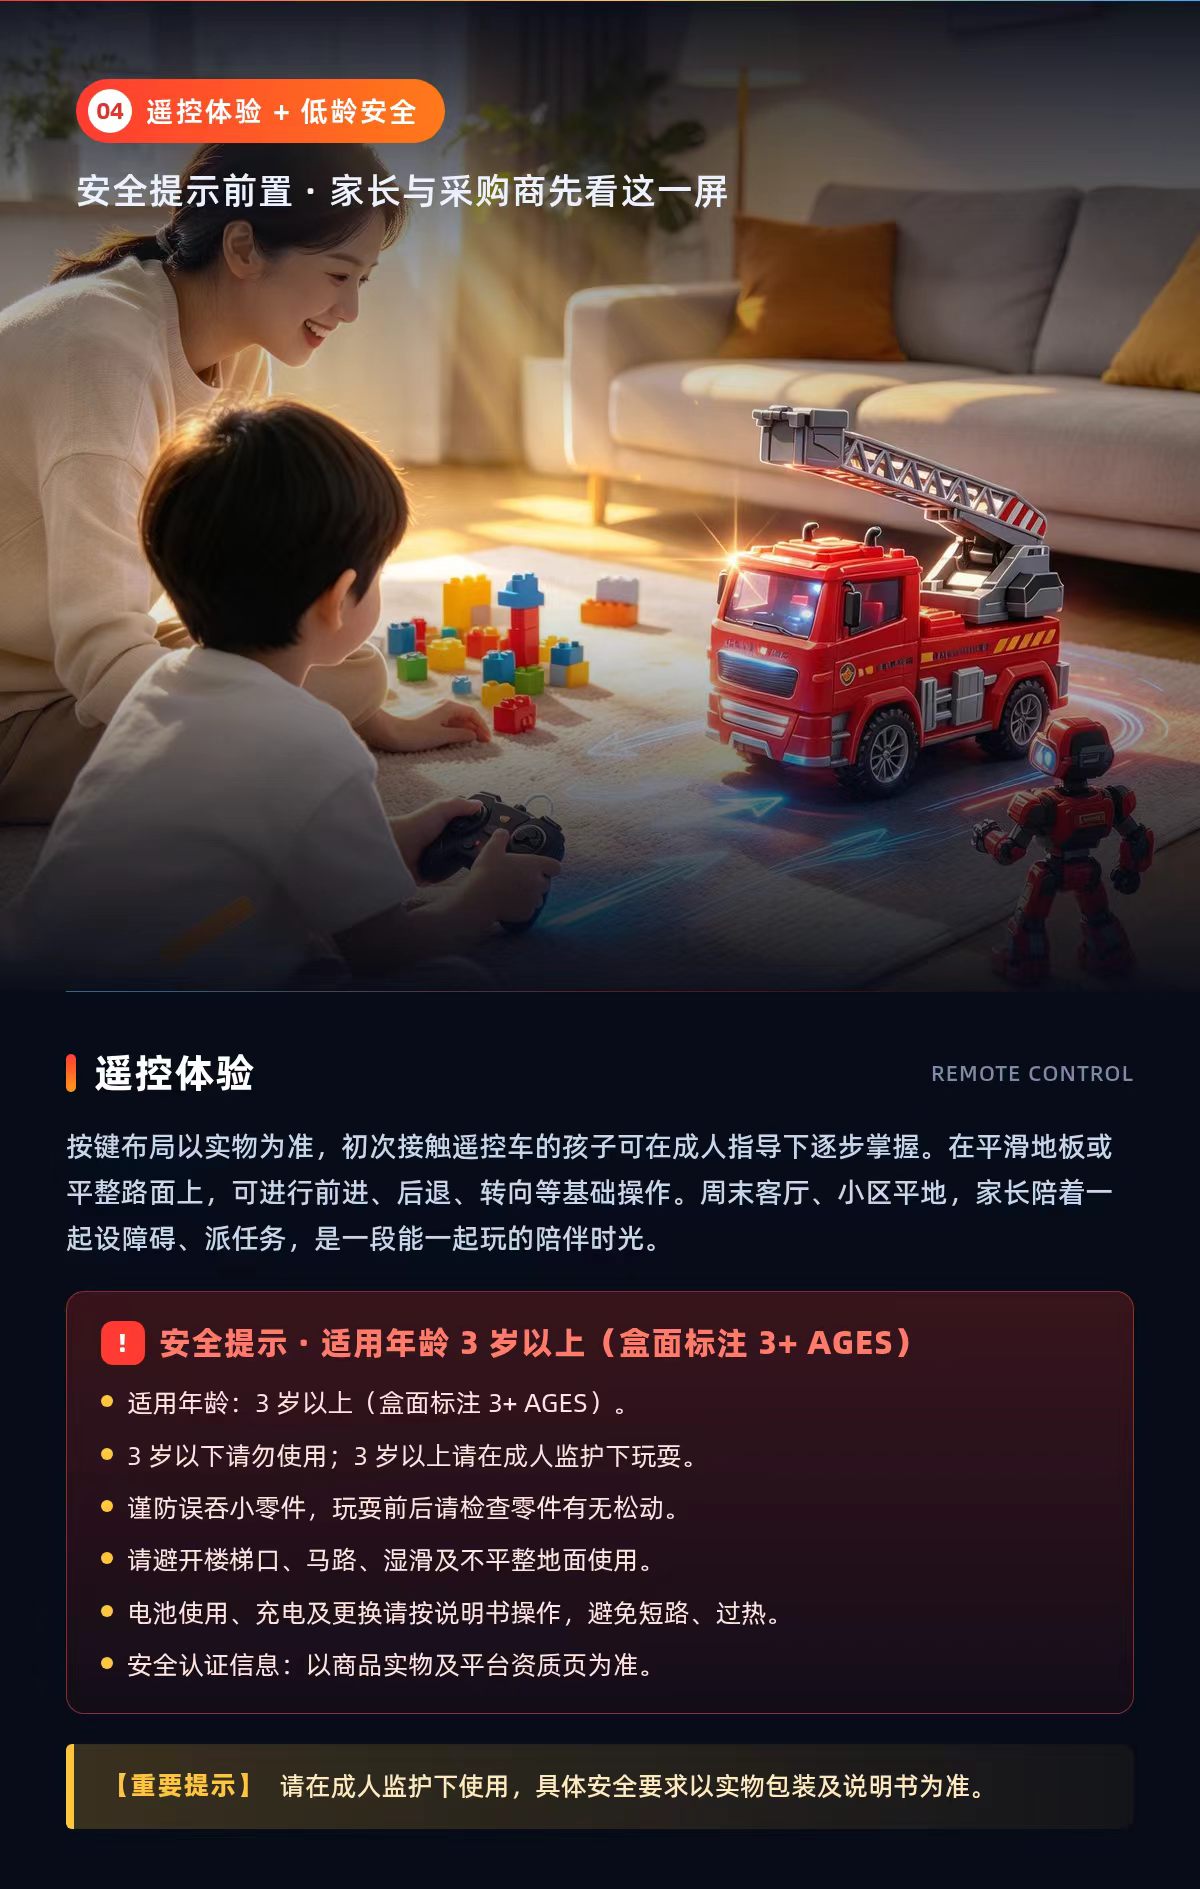 04 遥控体验 + 低龄安全
安全提示前置 · 家长与采购商先看这一屏
遥控体验
REMOTE CONTROL
按键布局以实物为准，初次接触遥控车的孩子可在成人指导下逐步掌握。在平滑地板或
平整路面上，可进行前进、后退、转向等基础操作。周末客厅、小区平地，家长陪着一
起设障碍、派任务，是一段能一起玩的陪伴时光。
! 安全提示 · 适用年龄 3 岁以上（盒面标注 3+ AGES）
适用年龄：3 岁以上（盒面标注 3+ AGES）。
3 岁以下请勿使用；3 岁以上请在成人监护下玩耍。
谨防误吞小零件，玩耍前后请检查零件有无松动。
请避开楼梯口、马路、湿滑及不平整地面使用。
电池使用、充电及更换请按说明书操作，避免短路、过热。
安全认证信息：以商品实物及平台资质页为准。
【重要提示】 请在成人监护下使用，具体安全要求以实物包装及说明书为准。